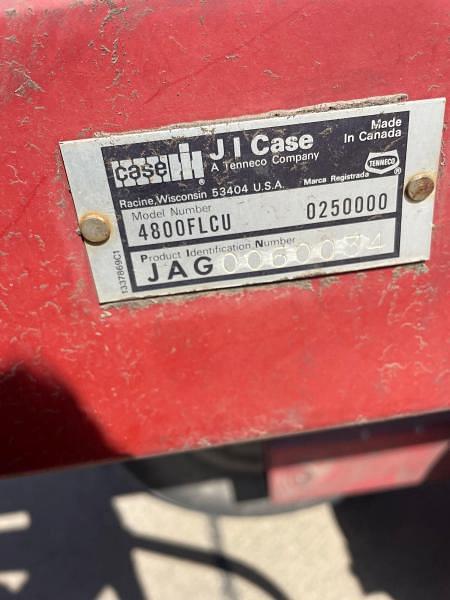 case IH® J I Case Made
A Tenneco Company In Canada
TENNECO ®
Racine, Wisconsin 53404 U.S.A. Marca Registrada
Model Number
4800FLCU 0250000
Product Identification Number
JAG0060034
1337869C1